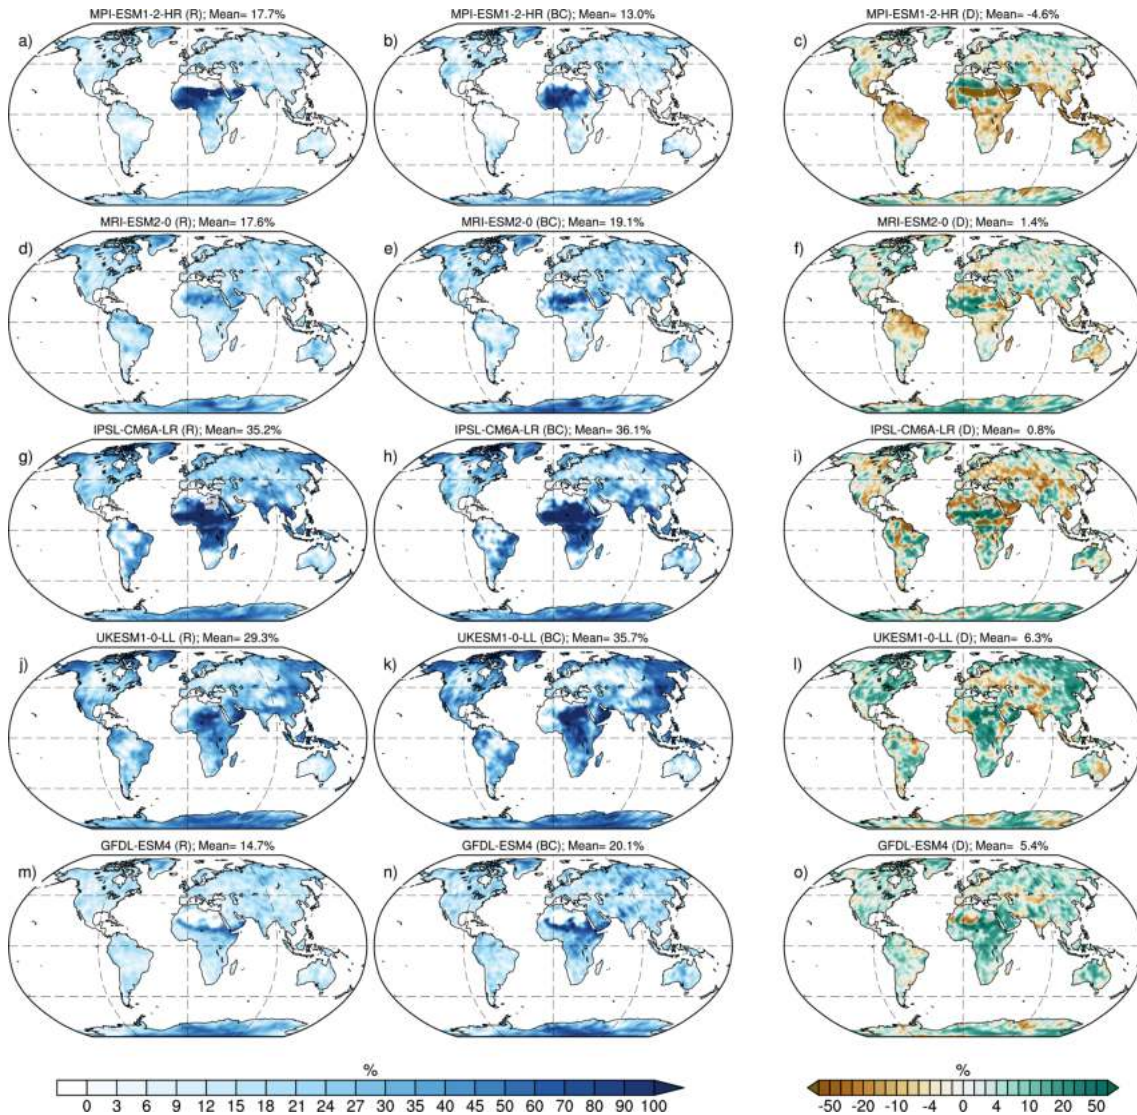 MPI-ESM1-2-HR (R); Mean= 17.7%
MPI-ESM1-2-HR (BC); Mean= 13.0%
MPI-ESM1-2-HR (D); Mean= -4.6%
a)
b)
c)
MRI-ESM2-0 (R); Mean= 17.6%
MRI-ESM2-0 (BC); Mean= 19.1%
MRI-ESM2-0 (D); Mean= 1.4%
d)
e)
f)
IPSL-CM6A-LR (R); Mean= 35.2%
IPSL-CM6A-LR (BC); Mean= 36.1%
IPSL-CM6A-LR (D); Mean= 0.8%
g)
h)
i)
UKESM1-0-LL (R); Mean= 29.3%
UKESM1-0-LL (BC); Mean= 35.7%
UKESM1-0-LL (D); Mean= 6.3%
j)
k)
l)
GFDL-ESM4 (R); Mean= 14.7%
GFDL-ESM4 (BC); Mean= 20.1%
GFDL-ESM4 (D); Mean= 5.4%
m)
n)
o)
%
0 3 6 9 12 15 18 21 24 27 30 35 40 45 50 60 70 80 90 100
%
-50 -20 -10 -4 0 4 10 20 50